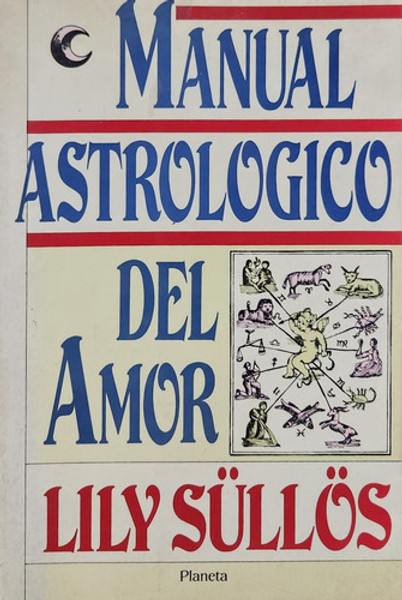 MANUAL
ASTROLOGICO
DEL
AMOR
LILY SÜLLÖS
Planeta